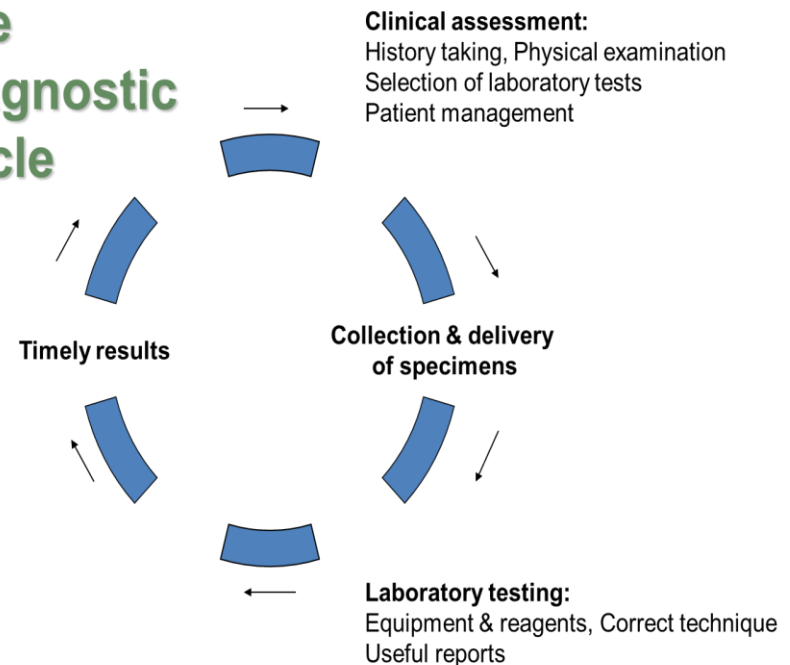 e
gnostic
cle
Clinical assessment:
History taking, Physical examination
Selection of laboratory tests
Patient management
Timely results
Collection & delivery
of specimens
Laboratory testing:
Equipment & reagents, Correct technique
Useful reports